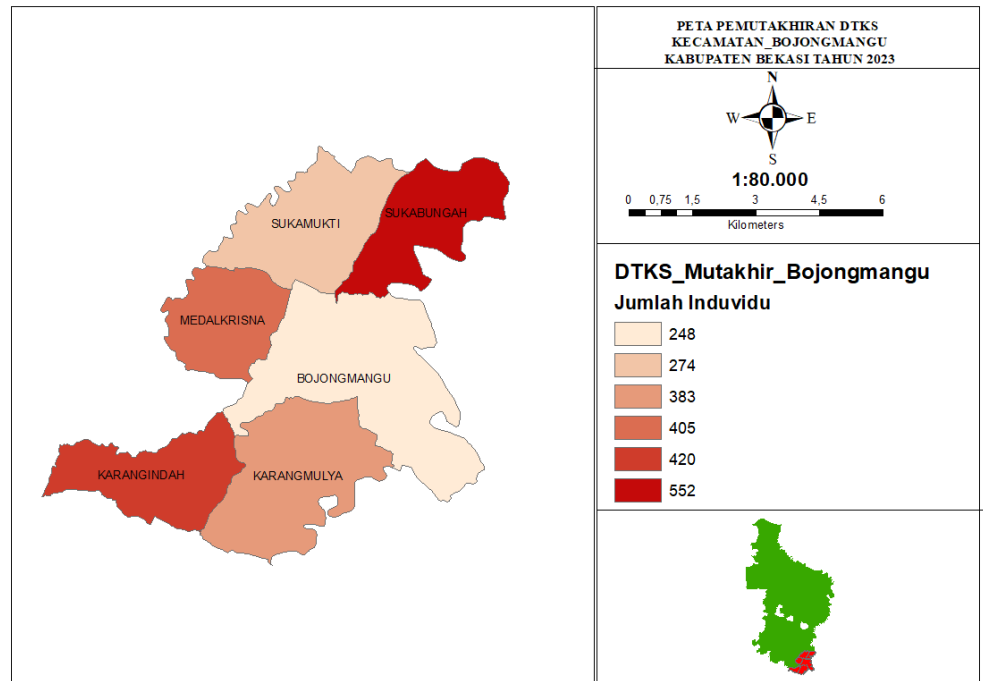 PETA PEMUTAKHIRAN DTKS
KECAMATAN_BOJONGMANGU
KABUPATEN BEKASI TAHUN 2023
N
W E
S
1:80.000
0 0,75 1,5 3 4,5 6
Kilometers
DTKS_Mutakhir_Bojongmangu
Jumlah Induvidu
248
274
383
405
420
552
SUKABUNGAH
SUKAMUKTI
MEDALKRISNA
BOJONGMANGU
KARANGINDAH
KARANGMULYA